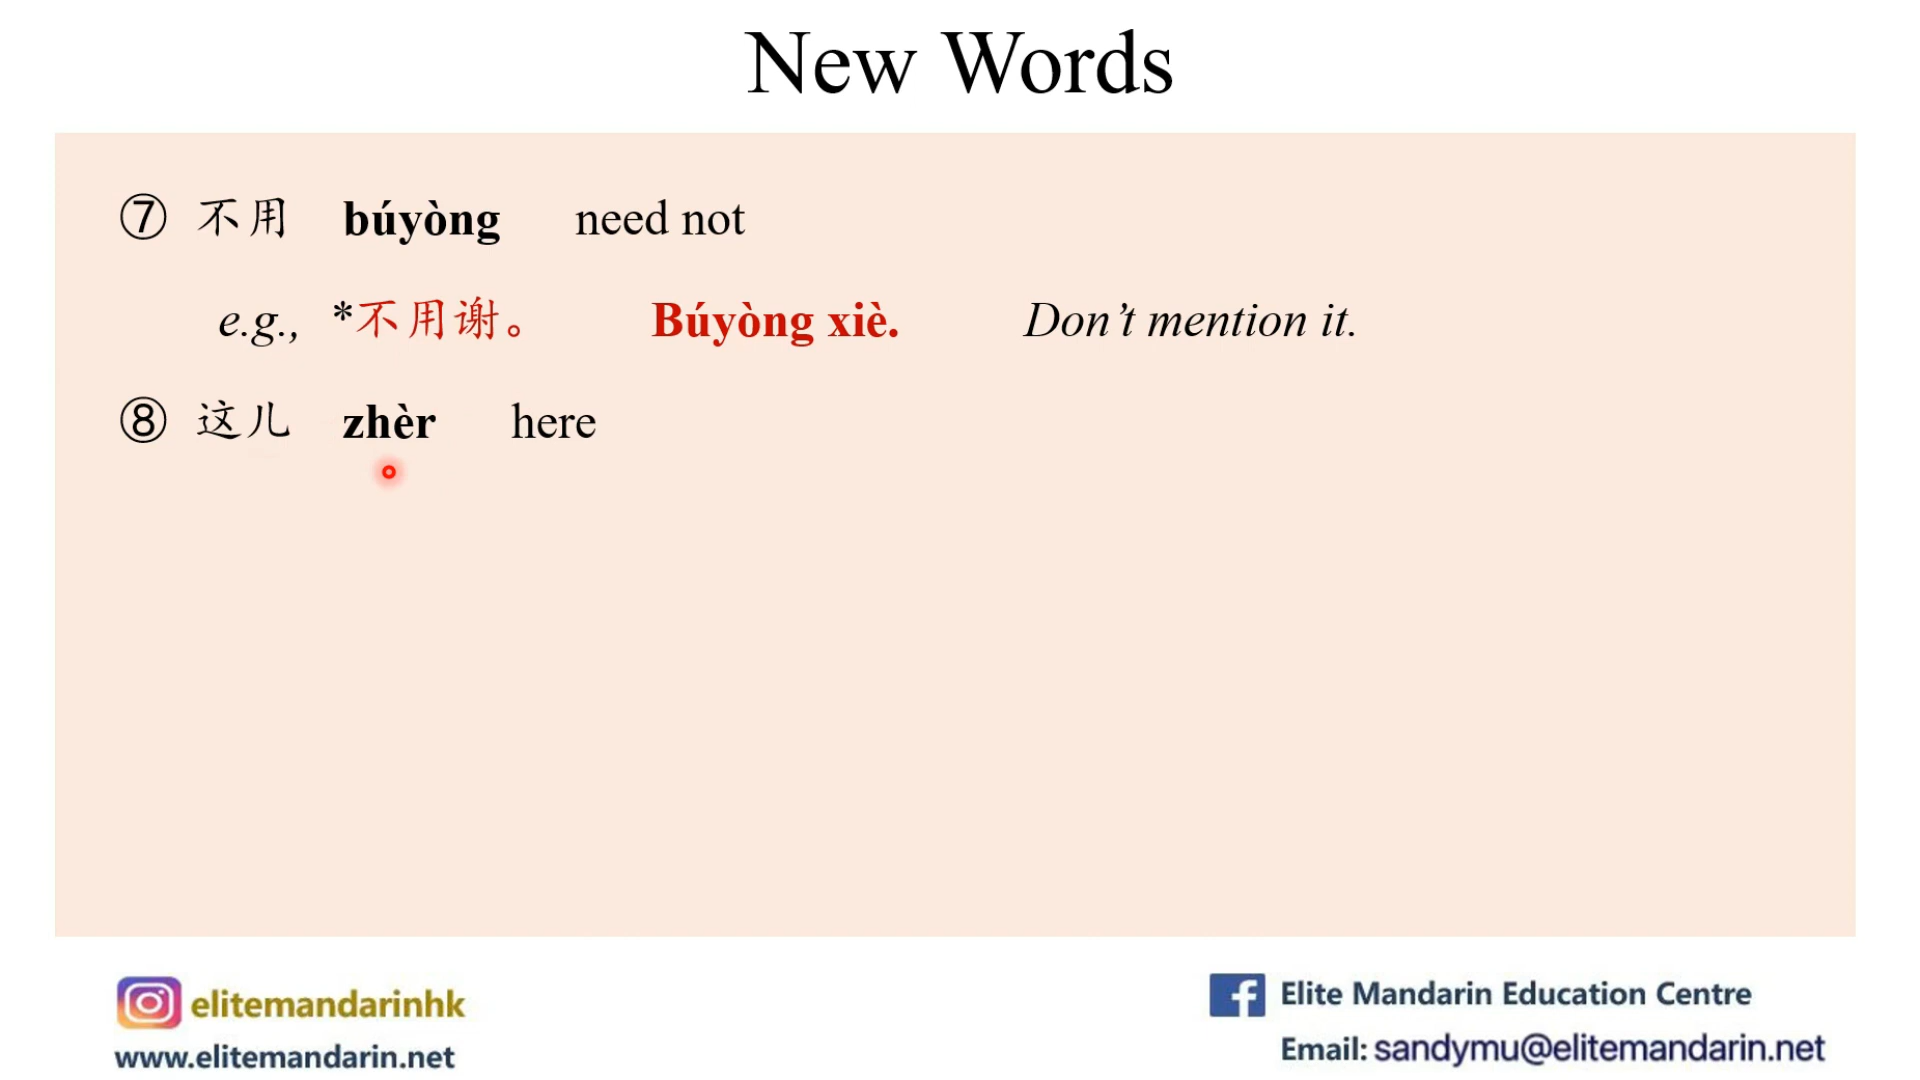 New Words
⑦ 不用 búyòng need not
e.g., *不用谢。 Búyòng xiè. Don't mention it.
⑧ 这儿 zhèr here
elitemandarinhk
www.elitemandarin.net
Elite Mandarin Education Centre
Email: sandymu@elitemandarin.net